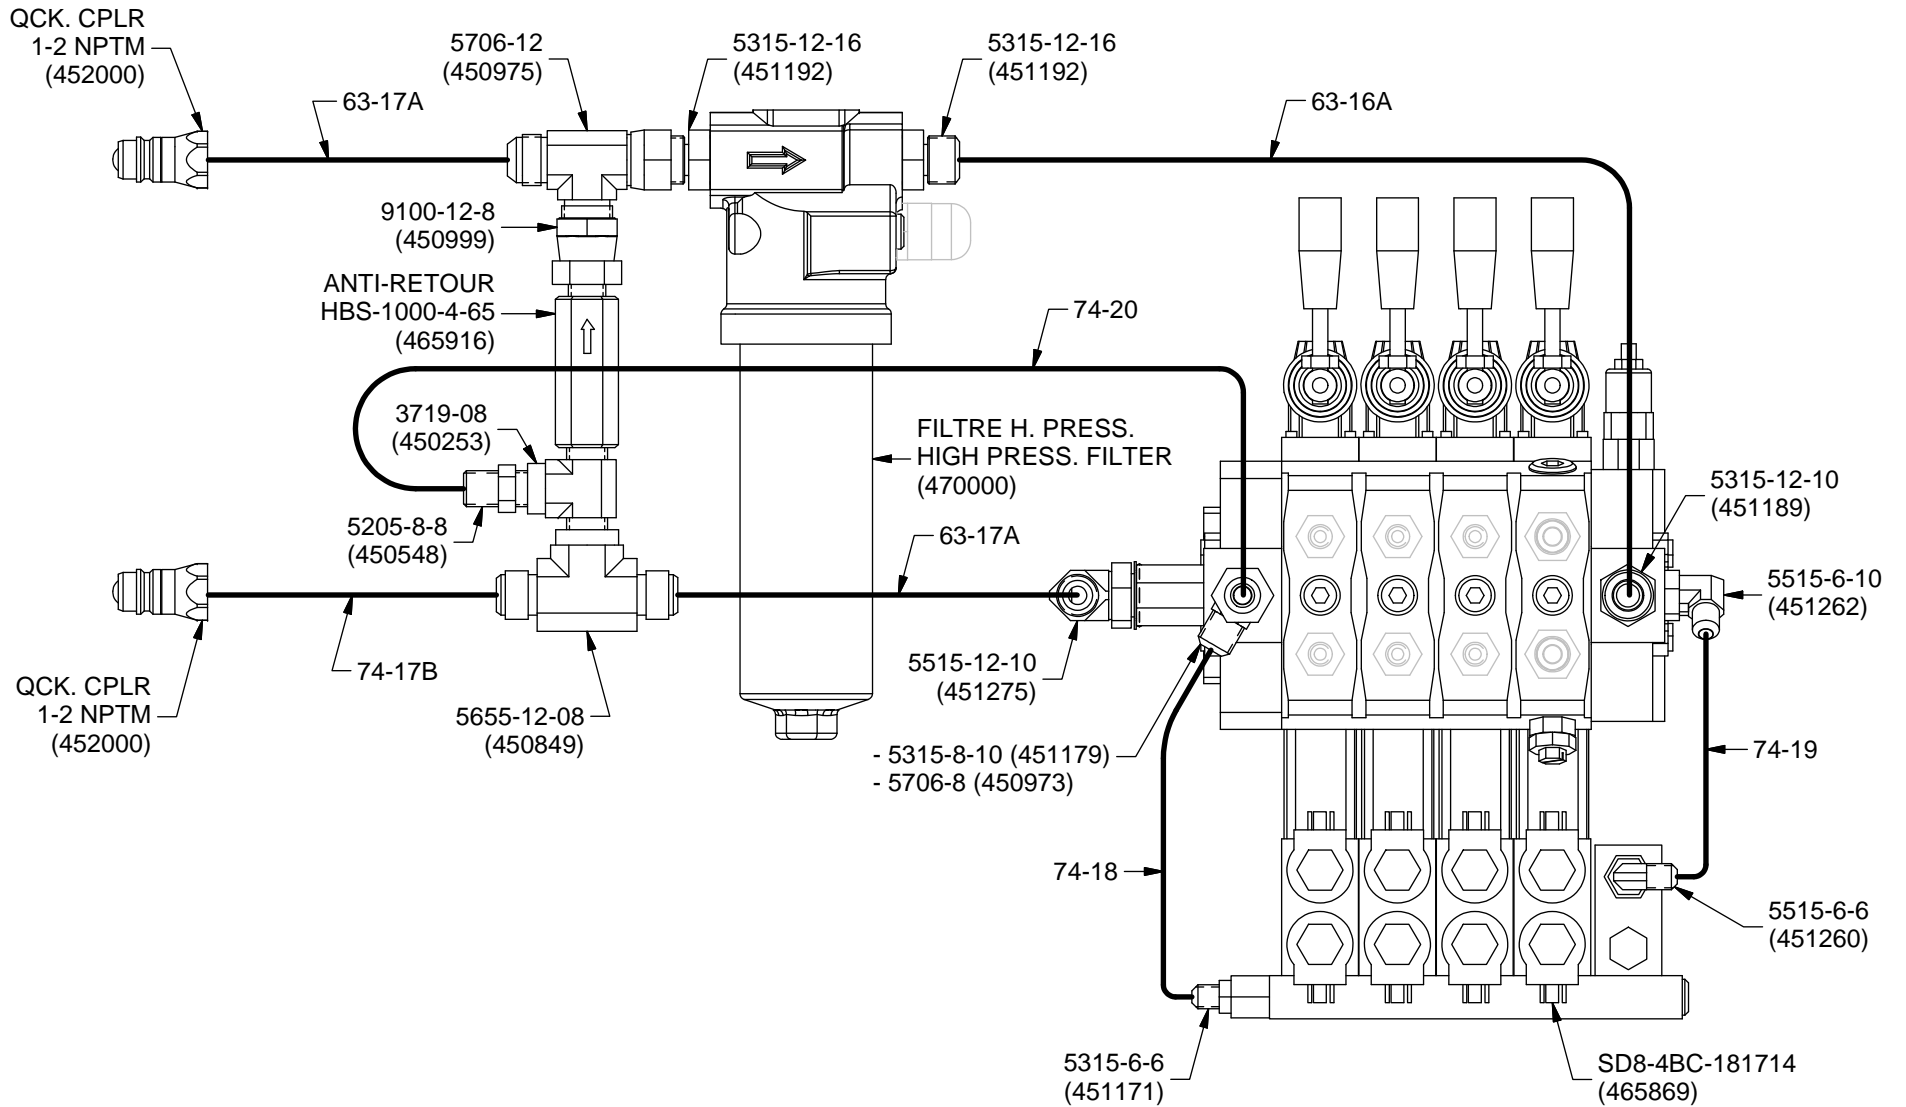 QCK. CPLR
1-2 NPTM
(452000)
5706-12
(450975)
5315-12-16
(451192)
5315-12-16
(451192)
63-17A
63-16A
9100-12-8
(450999)
ANTI-RETOUR
HBS-1000-4-65
(465916)
74-20
3719-08
(450253)
FILTRE H. PRESS.
HIGH PRESS. FILTER
(470000)
5315-12-10
(451189)
5205-8-8
(450548)
63-17A
5515-6-10
(451262)
QCK. CPLR
1-2 NPTM
(452000)
74-17B
5655-12-08
(450849)
5515-12-10
(451275)
- 5315-8-10 (451179)
- 5706-8 (450973)
74-19
74-18
5515-6-6
(451260)
5315-6-6
(451171)
SD8-4BC-181714
(465869)